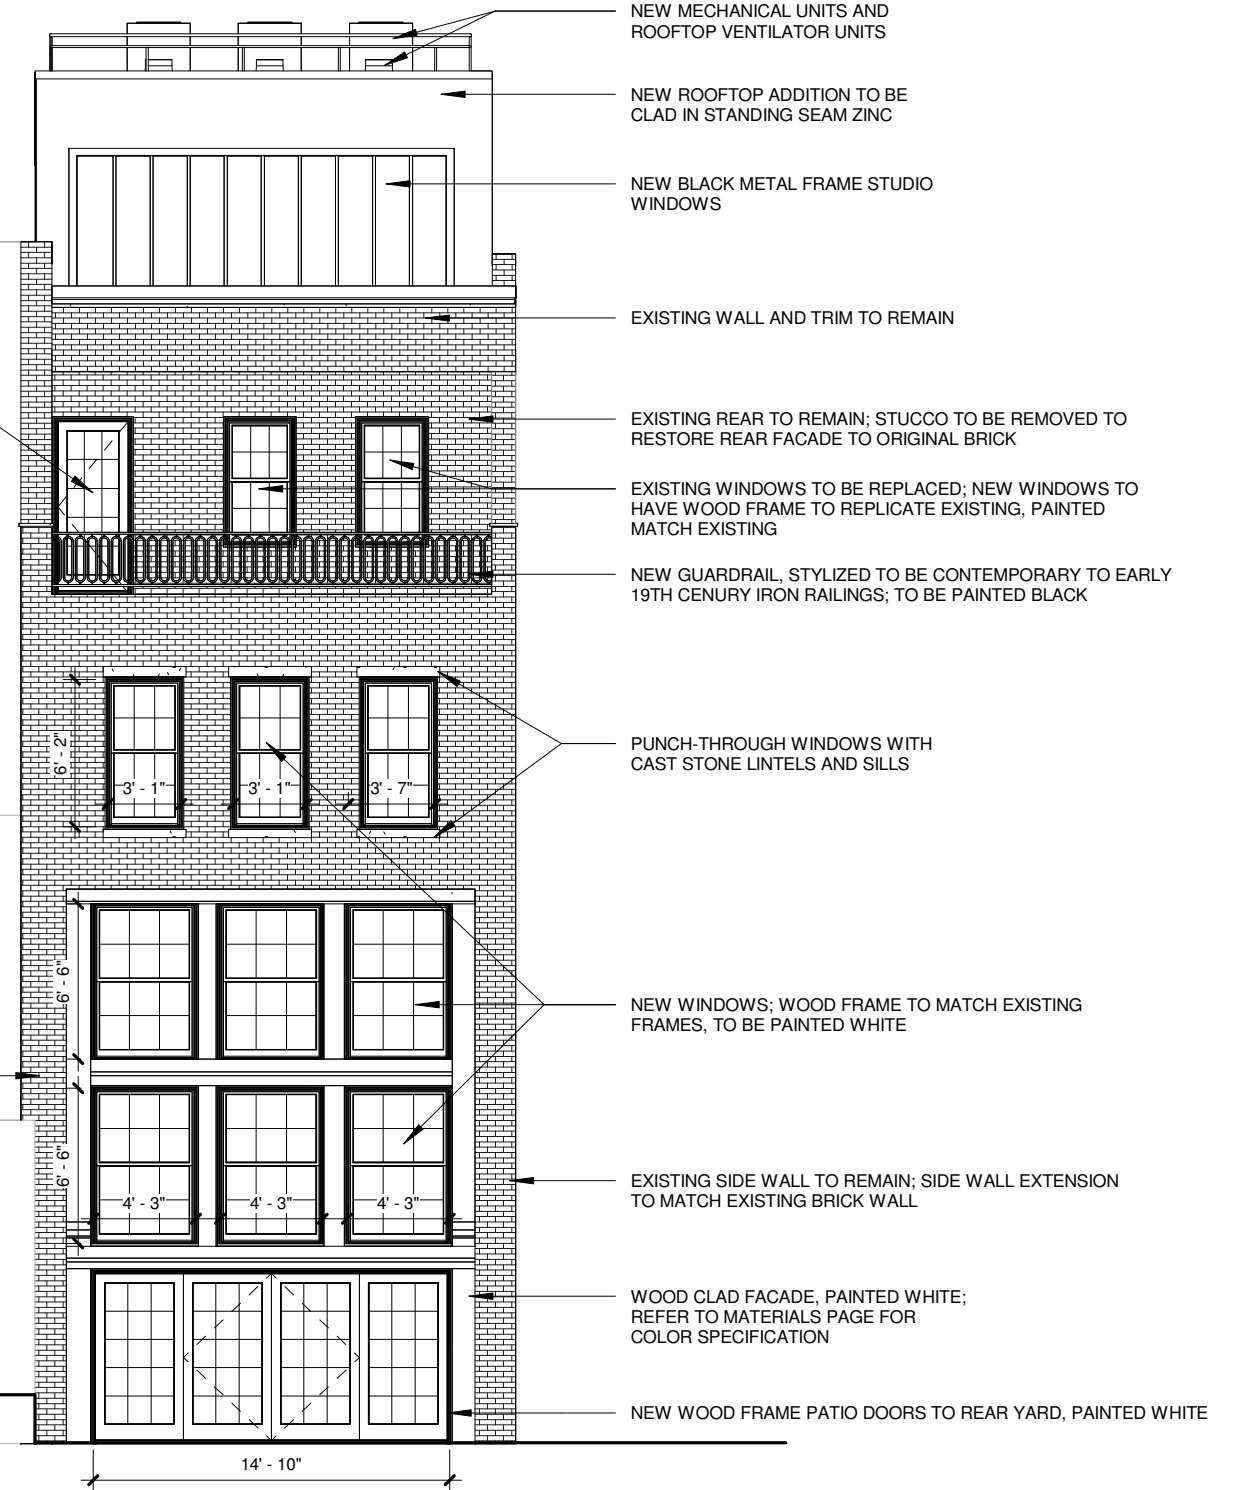 NEW MECHANICAL UNITS AND
ROOFTOP VENTILATOR UNITS
NEW ROOFTOP ADDITION TO BE
CLAD IN STANDING SEAM ZINC
NEW BLACK METAL FRAME STUDIO
WINDOWS
EXISTING WALL AND TRIM TO REMAIN
EXISTING REAR TO REMAIN; STUCCO TO BE REMOVED TO
RESTORE REAR FACADE TO ORIGINAL BRICK
EXISTING WINDOWS TO BE REPLACED; NEW WINDOWS TO
HAVE WOOD FRAME TO REPLICATE EXISTING, PAINTED
MATCH EXISTING
NEW GUARDRAIL, STYLIZED TO BE CONTEMPORARY TO EARLY
19TH CENURY IRON RAILINGS; TO BE PAINTED BLACK
6' - 2"
3' - 1"
3' - 1"
3' - 7"
PUNCH-THROUGH WINDOWS WITH
CAST STONE LINTELS AND SILLS
6' - 6"
NEW WINDOWS; WOOD FRAME TO MATCH EXISTING
FRAMES, TO BE PAINTED WHITE
6' - 6"
4' - 3"
4' - 3"
4' - 3"
EXISTING SIDE WALL TO REMAIN; SIDE WALL EXTENSION
TO MATCH EXISTING BRICK WALL
WOOD CLAD FACADE, PAINTED WHITE;
REFER TO MATERIALS PAGE FOR
COLOR SPECIFICATION
NEW WOOD FRAME PATIO DOORS TO REAR YARD, PAINTED WHITE
14' - 10"